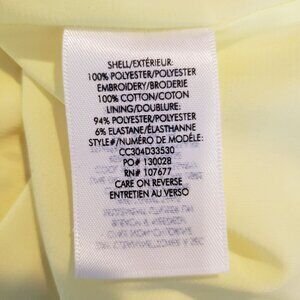 SHELL/EXTÉRIEUR:
100% POLYESTER/POLYESTER
EMBROIDERY/BRODERIE
100% COTTON/COTON
LINING/DOUBLURE:
94% POLYESTER/POLYESTER
6% ELASTANE/ÉLASTHANNE
STYLE#/NUMÉRO DE MODÈLE:
CC304D33530
PO# 130028
RN# 107677
CARE ON REVERSE
ENTRETIEN AU VERSO